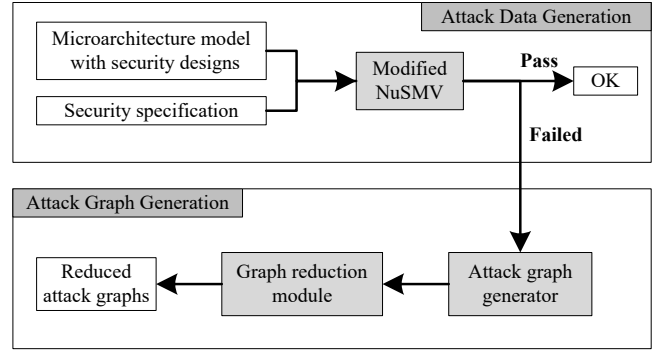 Attack Data Generation
Microarchitecture model
with security designs
Security specification
Modified
NuSMV
Pass
OK
Failed
Attack Graph Generation
Reduced
attack graphs
Graph reduction
module
Attack graph
generator